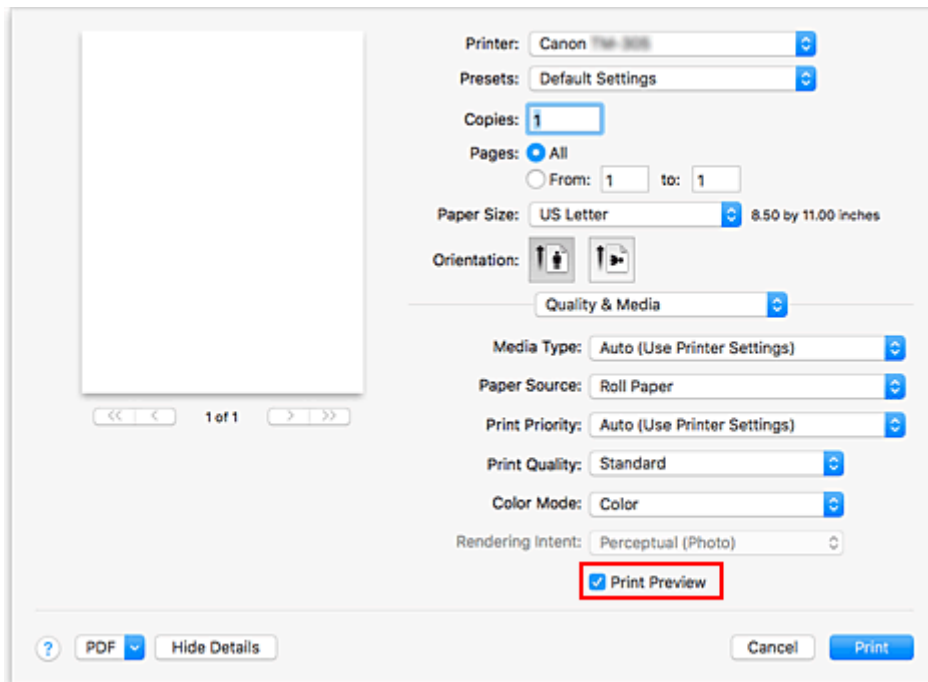 Printer: Canon
Presets: Default Settings
Copies: 1
Pages: All
From: 1 to: 1
Paper Size: US Letter 8.50 by 11.00 inches
Orientation:
Quality & Media
Media Type: Auto (Use Printer Settings)
Paper Source: Roll Paper
<< < 1 of 1 > >>
Print Priority: Auto (Use Printer Settings)
Print Quality: Standard
Color Mode: Color
Rendering Intent: Perceptual (Photo)
Print Preview
? PDF Hide Details Cancel Print